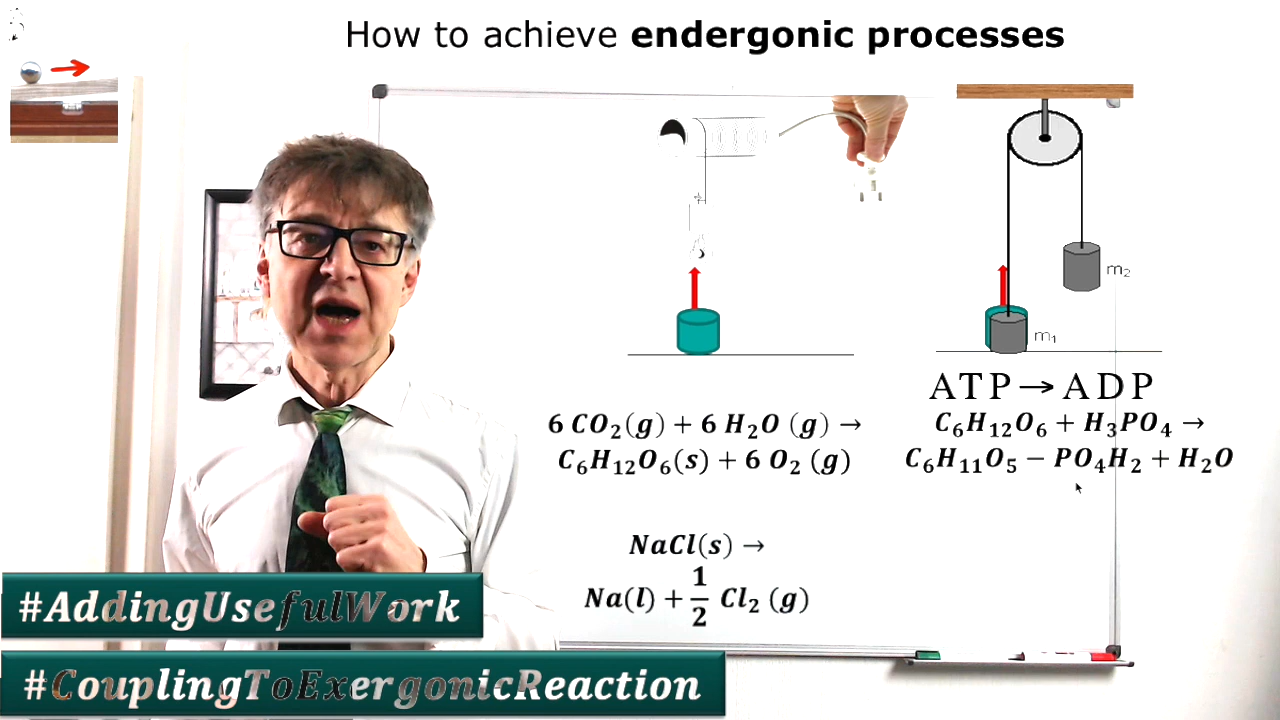 How to achieve endergonic processes
m₂
m₁
ATP → ADP
6 CO₂(g) + 6 H₂O (g) →
C₆H₁₂O₆(s) + 6 O₂ (g)
C₆H₁₂O₆ + H₃PO₄ →
C₆H₁₁O₅ − PO₄H₂ + H₂O
NaCl(s) →
Na(l) + 1/2 Cl₂ (g)
#AddingUsefulWork
#CouplingToExergonicReaction